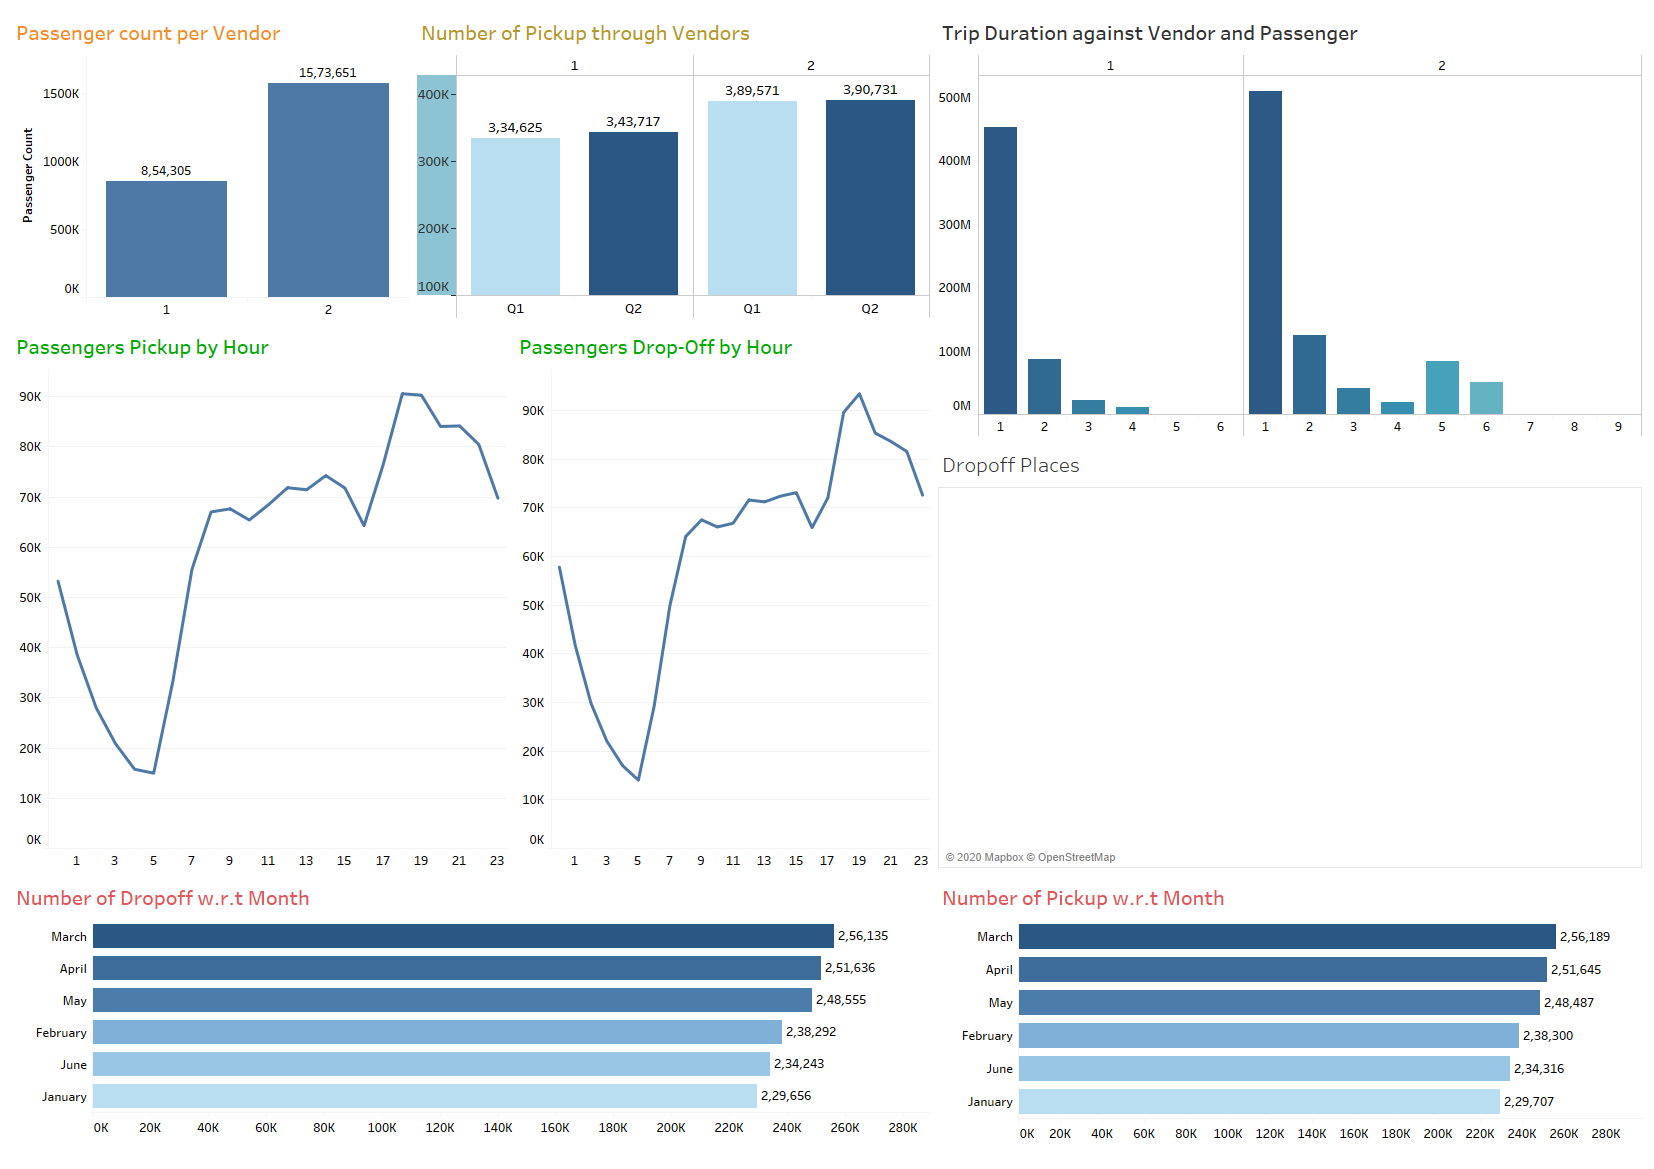 Passenger count per Vendor
Passenger Count
1500K
1000K
500K
0K
8,54,305
15,73,651
1 2
Number of Pickup through Vendors
1 2
400K
300K
200K
100K
3,34,625 3,43,717 3,89,571 3,90,731
Q1 Q2 Q1 Q2
Trip Duration against Vendor and Passenger
1 2
500M
400M
300M
200M
100M
0M
1 2 3 4 5 6 1 2 3 4 5 6 7 8 9
Passengers Pickup by Hour
90K
80K
70K
60K
50K
40K
30K
20K
10K
0K
1 3 5 7 9 11 13 15 17 19 21 23
Passengers Drop-Off by Hour
90K
80K
70K
60K
50K
40K
30K
20K
10K
0K
1 3 5 7 9 11 13 15 17 19 21 23
Dropoff Places
© 2020 Mapbox © OpenStreetMap
Number of Dropoff w.r.t Month
March 2,56,135
April 2,51,636
May 2,48,555
February 2,38,292
June 2,34,243
January 2,29,656
0K 20K 40K 60K 80K 100K 120K 140K 160K 180K 200K 220K 240K 260K 280K
Number of Pickup w.r.t Month
March 2,56,189
April 2,51,645
May 2,48,487
February 2,38,300
June 2,34,316
January 2,29,707
0K 20K 40K 60K 80K 100K 120K 140K 160K 180K 200K 220K 240K 260K 280K